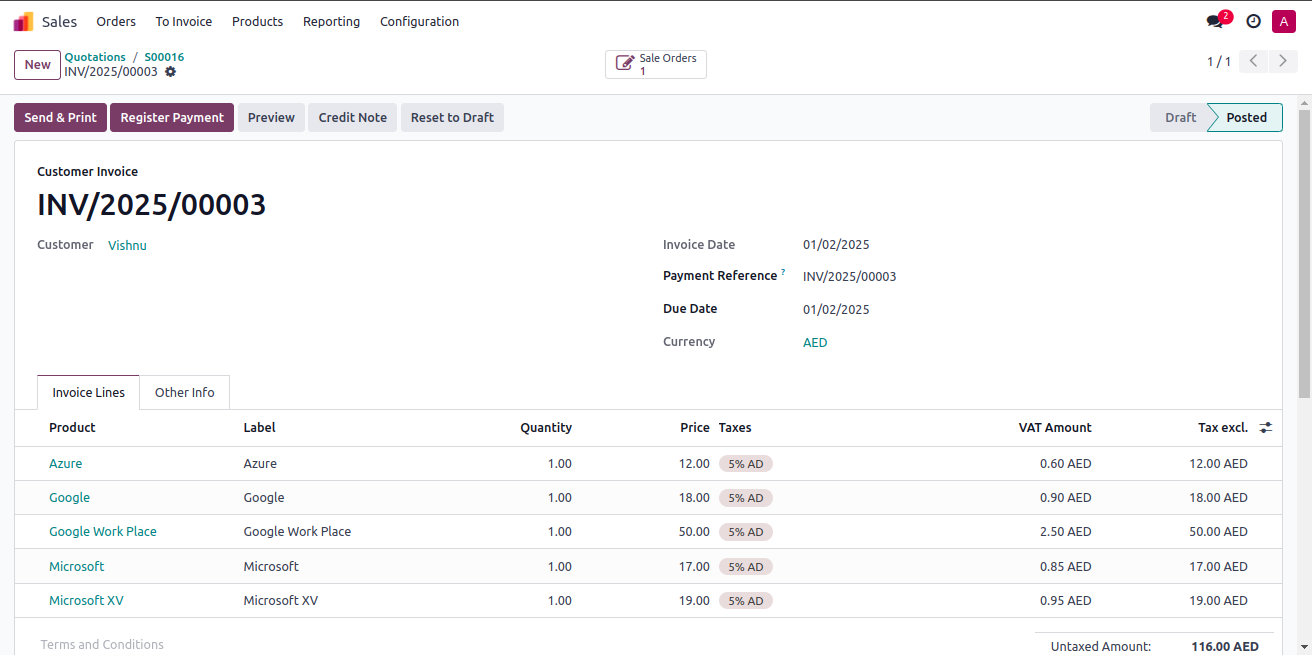 Sales Orders To Invoice Products Reporting Configuration 2 A
New Quotations / S00016
INV/2025/00003
Sale Orders
1
1 / 1
Send & Print Register Payment Preview Credit Note Reset to Draft Draft Posted
Customer Invoice
INV/2025/00003
Customer Vishnu
Invoice Date 01/02/2025
Payment Reference ? INV/2025/00003
Due Date 01/02/2025
Currency AED
Invoice Lines Other Info
Product Label Quantity Price Taxes VAT Amount Tax excl.
Azure Azure 1.00 12.00 5% AD 0.60 AED 12.00 AED
Google Google 1.00 18.00 5% AD 0.90 AED 18.00 AED
Google Work Place Google Work Place 1.00 50.00 5% AD 2.50 AED 50.00 AED
Microsoft Microsoft 1.00 17.00 5% AD 0.85 AED 17.00 AED
Microsoft XV Microsoft XV 1.00 19.00 5% AD 0.95 AED 19.00 AED
Terms and Conditions
Untaxed Amount: 116.00 AED